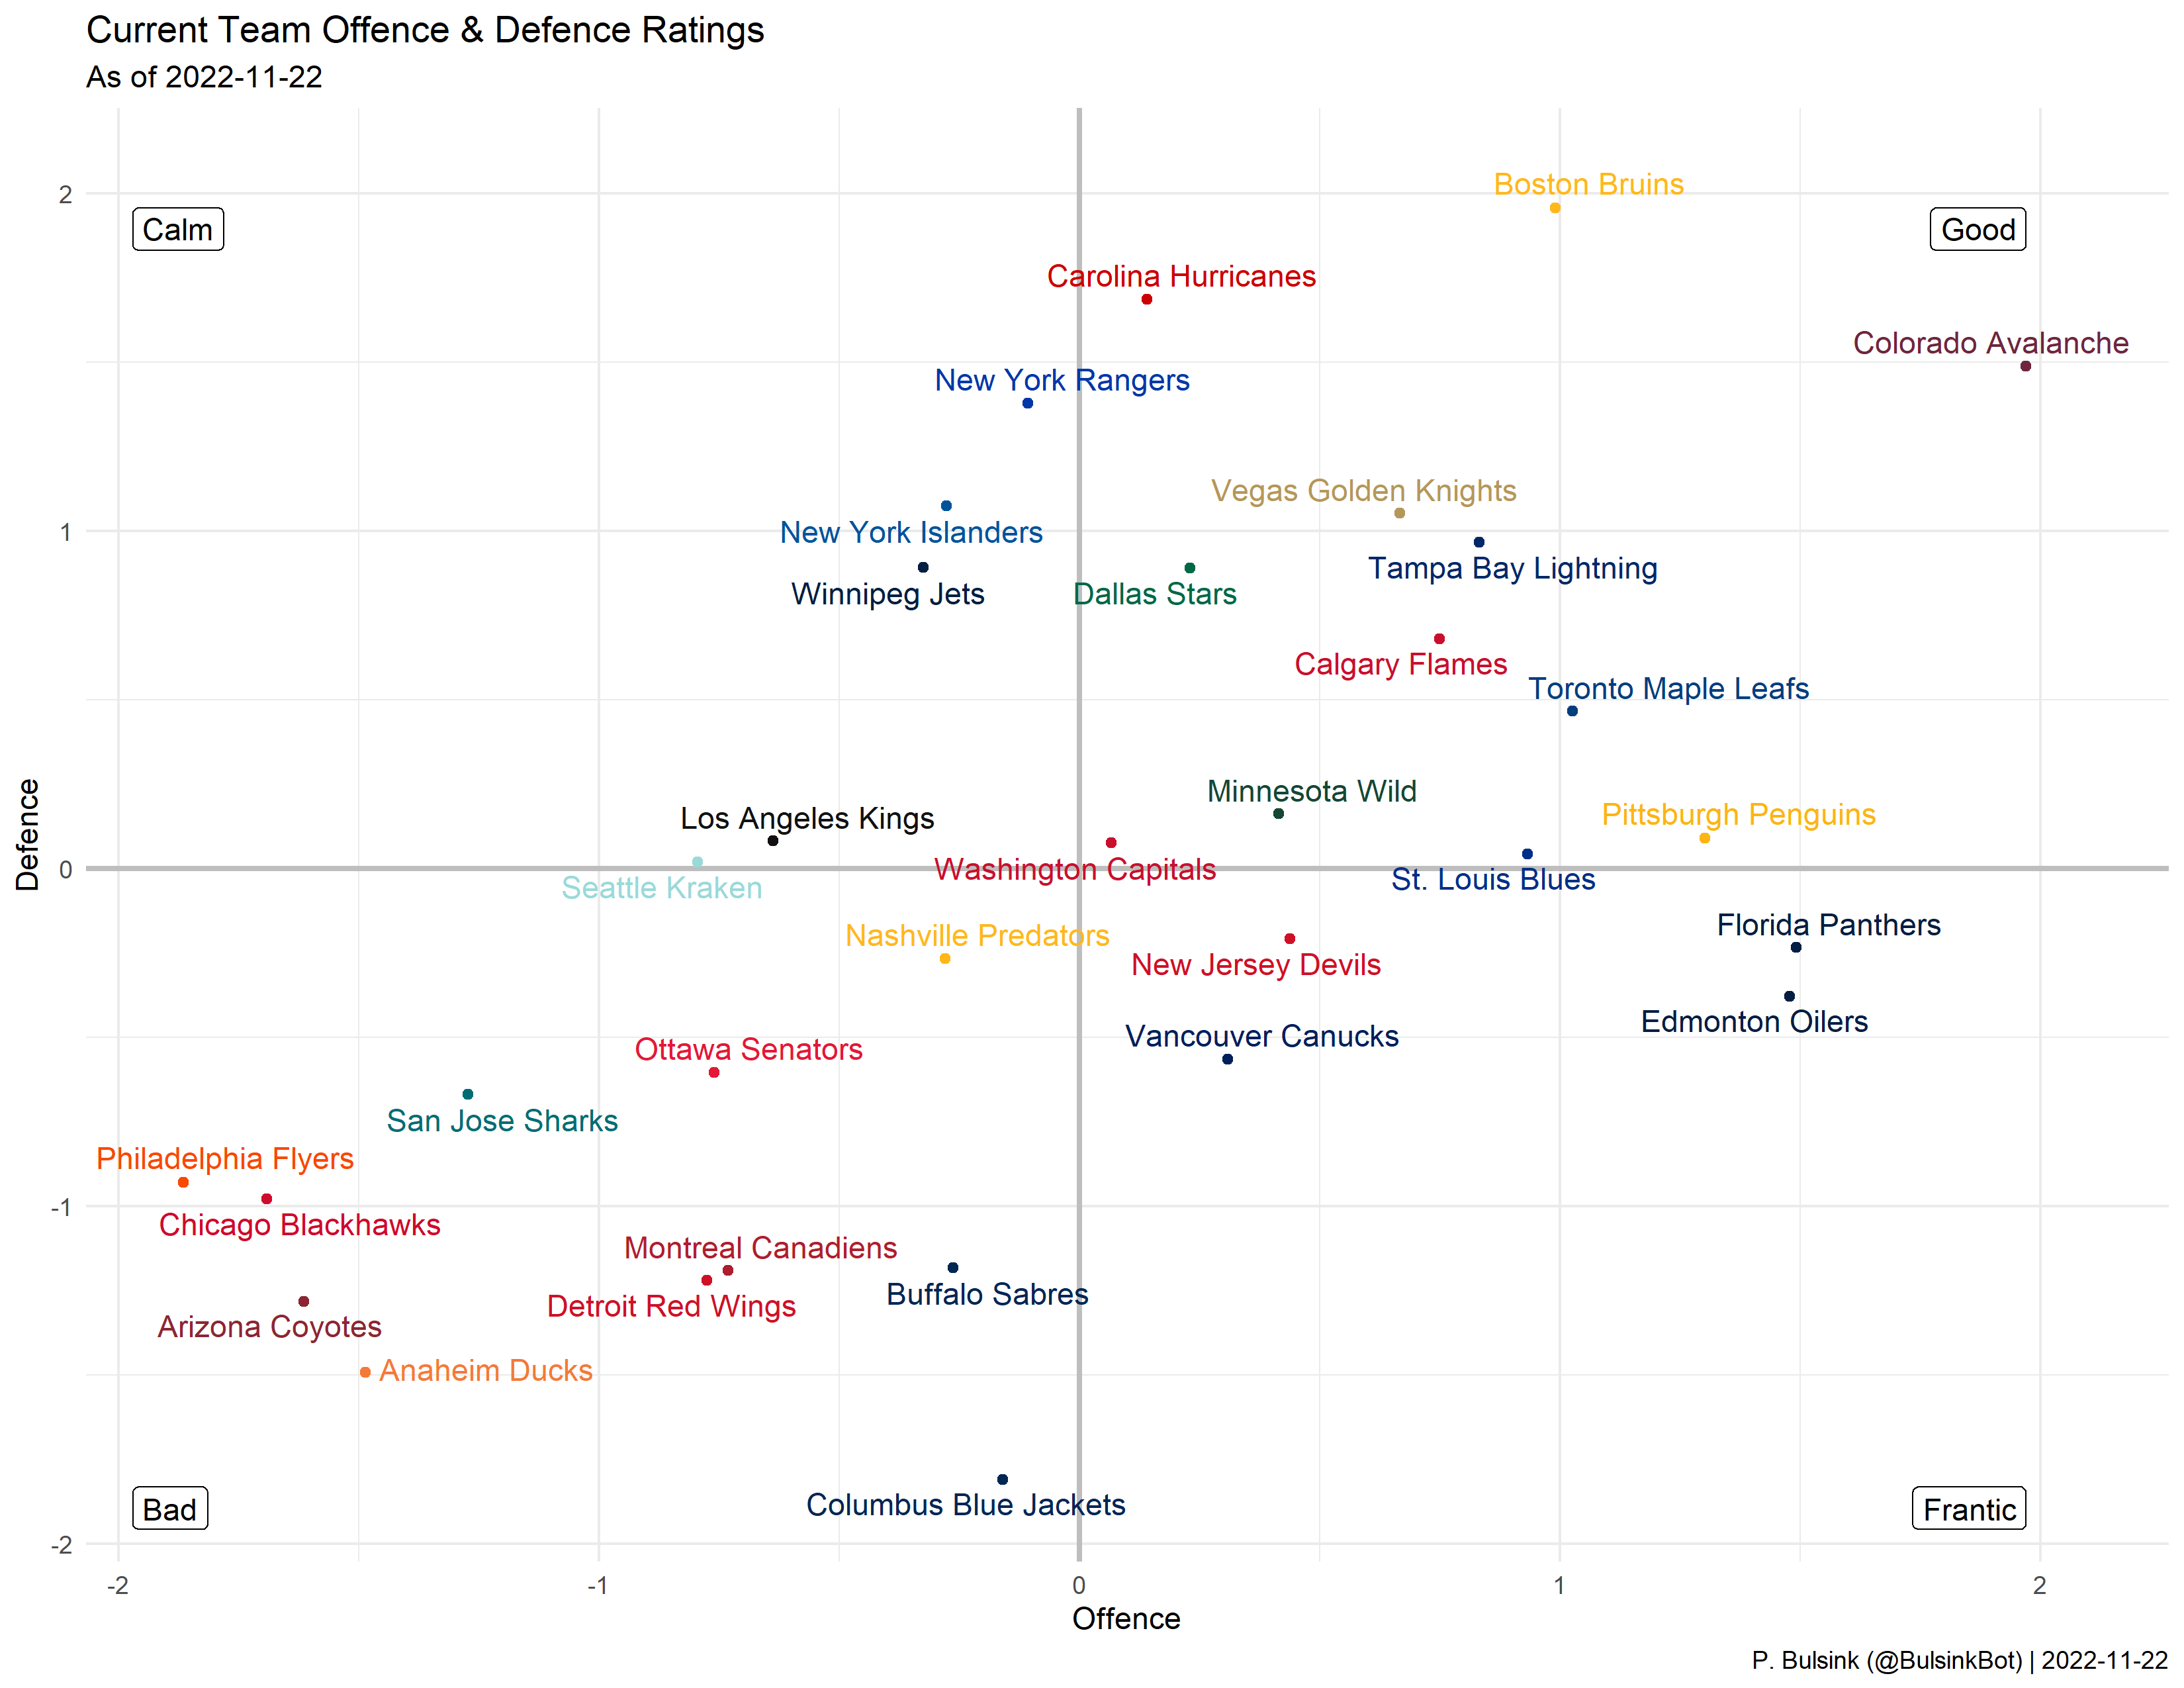 Current Team Offence & Defence Ratings
As of 2022-11-22
2
Boston Bruins
Calm
Good
Carolina Hurricanes
Colorado Avalanche
New York Rangers
Vegas Golden Knights
1
New York Islanders
Tampa Bay Lightning
Winnipeg Jets
Dallas Stars
Calgary Flames
Toronto Maple Leafs
Minnesota Wild
Los Angeles Kings
Pittsburgh Penguins
Defence
0
Washington Capitals
Seattle Kraken
St. Louis Blues
Florida Panthers
Nashville Predators
New Jersey Devils
Edmonton Oilers
Vancouver Canucks
Ottawa Senators
San Jose Sharks
Philadelphia Flyers
-1
Chicago Blackhawks
Montreal Canadiens
Buffalo Sabres
Detroit Red Wings
Arizona Coyotes
Anaheim Ducks
Columbus Blue Jackets
Bad
Frantic
-2
-2 -1 0 1 2
Offence
P. Bulsink (@BulsinkBot) | 2022-11-22